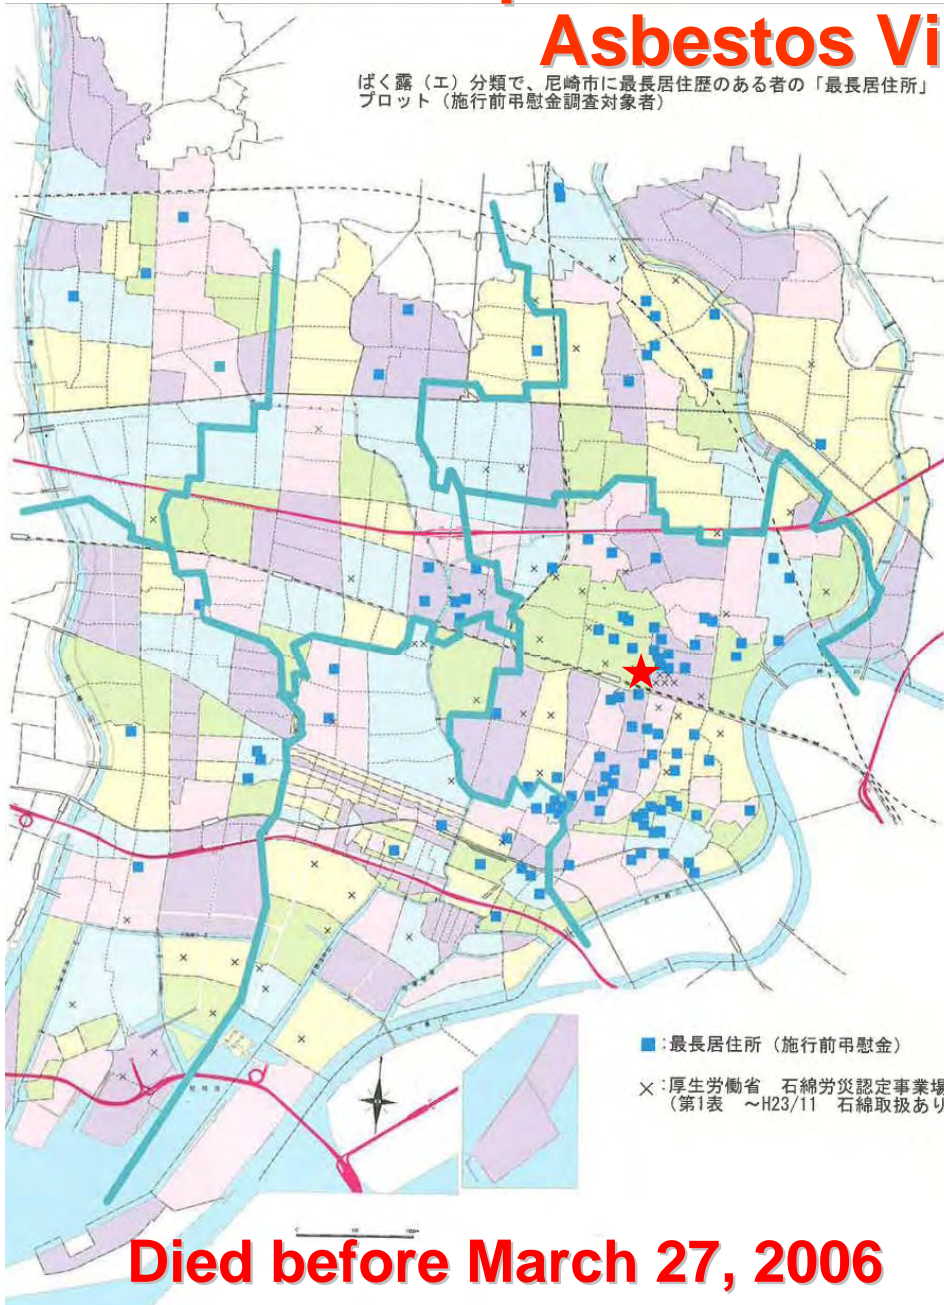 Asbestos Vi
ばく露（エ）分類で、尼崎市に最長居住歴のある者の「最長居住所」
プロット（施行前弔慰金調査対象者）
■：最長居住所（施行前弔慰金）
×：厚生労働省　石綿労災認定事業場
（第1表　～H23/11　石綿取扱あり
Died before March 27, 2006